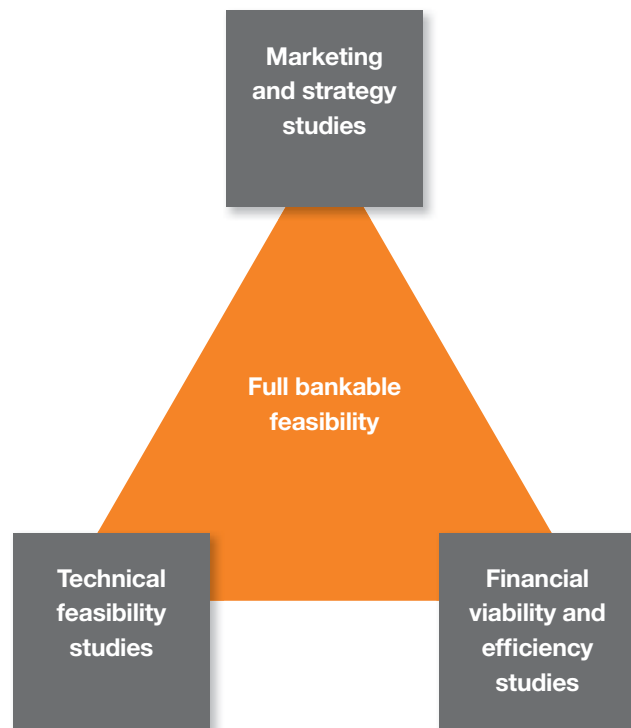 Marketing
and strategy
studies
Full bankable
feasibility
Technical
feasibility
studies
Financial
viability and
efficiency
studies